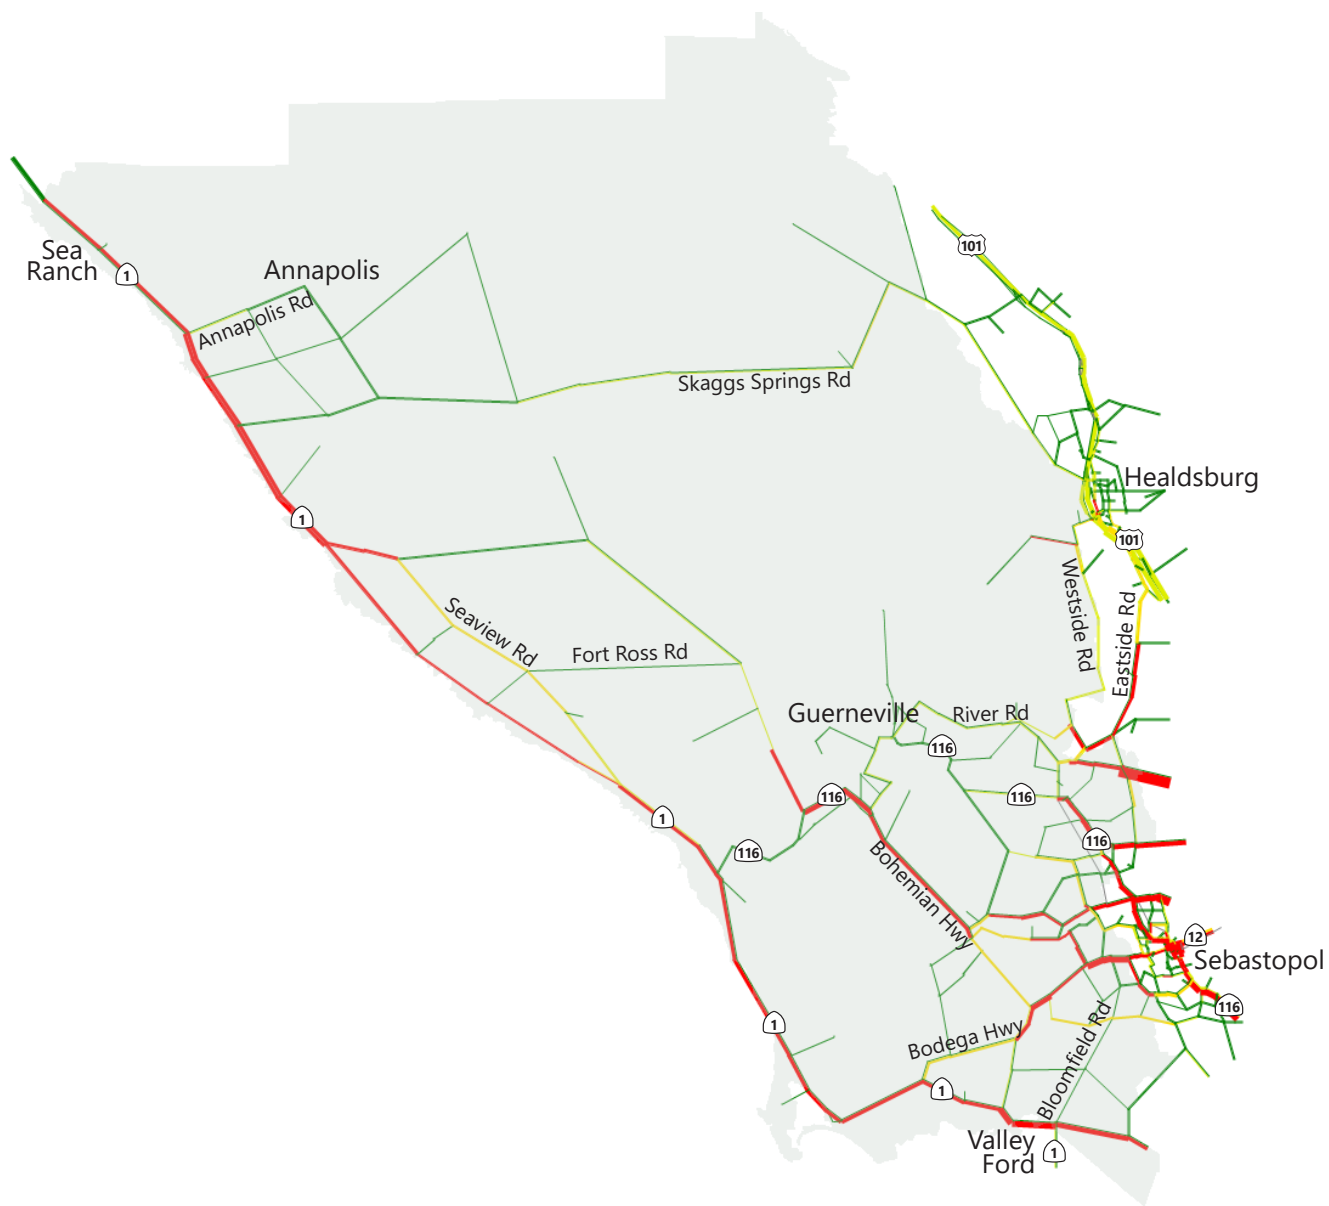 101
Sea
Ranch
1
Annapolis
Annapolis Rd
Skaggs Springs Rd
Healdsburg
1
101
Westside Rd
Eastside Rd
Seaview Rd
Fort Ross Rd
Guerneville
River Rd
116
116
116
1
116
116
Bohemian Hwy
12
Sebastopol
116
1
Bodega Hwy
Bloomfield Rd
1
Valley
Ford
1